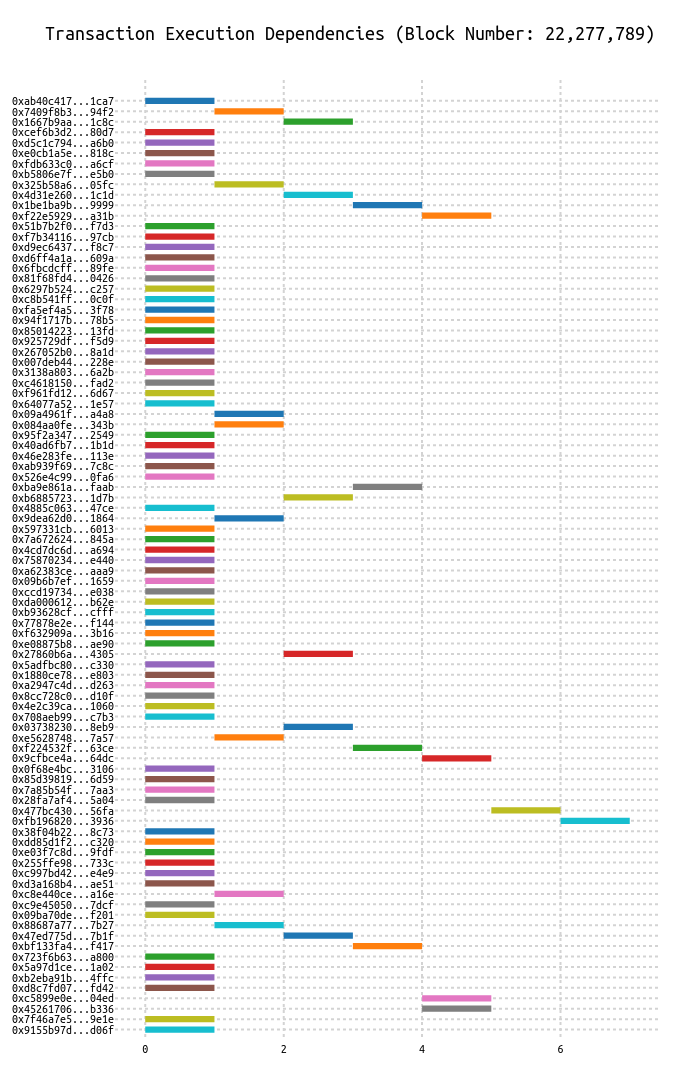 Transaction Execution Dependencies (Block Number: 22,277,789)
0xab40c417...1ca7
0x7409f8b3...94f2
0x1667b9aa...1c8c
0xcef6b3d2...80d7
0xd5c1c794...a6b0
0xe0cb1a5e...818c
0xfdb633c0...a6cf
0xb5806e7f...e5b0
0x325b58a6...05fc
0x4d31e260...1c1d
0x1be1ba9b...9999
0xf22e5929...a31b
0x51b7b2f0...f7d3
0xf7b34116...97cb
0xd9ec6437...f8c7
0xd6ff4a1a...609a
0x6fbcdcff...89fe
0x81f68fd4...0426
0x6297b524...c257
0xc8b541ff...0c0f
0xfa5ef4a5...3f78
0x94f1717b...78b5
0x85014223...13fd
0x925729df...f5d9
0x267052b0...8a1d
0x007deb44...228e
0x3138a803...6a2b
0xc4618150...fad2
0xf961fd12...6d67
0x64077a52...1e57
0x09a4961f...a4a8
0x084aa0fe...343b
0x95f2a347...2549
0x40ad6fb7...1b1d
0x46e283fe...113e
0xab939f69...7c8c
0x526e4c99...0fa6
0xba9e861a...faab
0xb6885723...1d7b
0x4885c063...47ce
0x9dea62d0...1864
0x597331cb...6013
0x7a672624...845a
0x4cd7dc6d...a694
0x75870234...e440
0xa62383ce...aaa9
0x09b6b7ef...1659
0xccd19734...e038
0xda000612...b62e
0xb93628cf...cfff
0x77878e2e...f144
0xf632909a...3b16
0xe08875b8...ae90
0x27860b6a...4305
0x5adfbc80...c330
0x1880ce78...e803
0xa2947c4d...d263
0x8cc728c0...d10f
0x4e2c39ca...1060
0x708aeb99...c7b3
0x03738230...8eb9
0xe5628748...7a57
0xf224532f...63ce
0x9cfbce4a...64dc
0x0f68e4bc...3106
0x85d39819...6d59
0x7a85b54f...7aa3
0x28fa7af4...5a04
0x477bc430...56fa
0xfb196820...3936
0x38f04b22...8c73
0xdd85d1f2...c320
0xe03f7c8d...9fdf
0x255ffe98...733c
0xc997bd42...e4e9
0xd3a168b4...ae51
0xc8e440ce...a16e
0xc9e45050...7dcf
0x09ba70de...f201
0x88687a77...7b27
0x47ed775d...7b1f
0xbf133fa4...f417
0x723f6b63...a800
0x5a97d1ce...1a02
0xb2eba91b...4ffc
0xd8c7fd07...fd42
0xc5899e0e...04ed
0x45261706...b336
0x7f46a7e5...9e1e
0x9155b97d...d06f
0 2 4 6